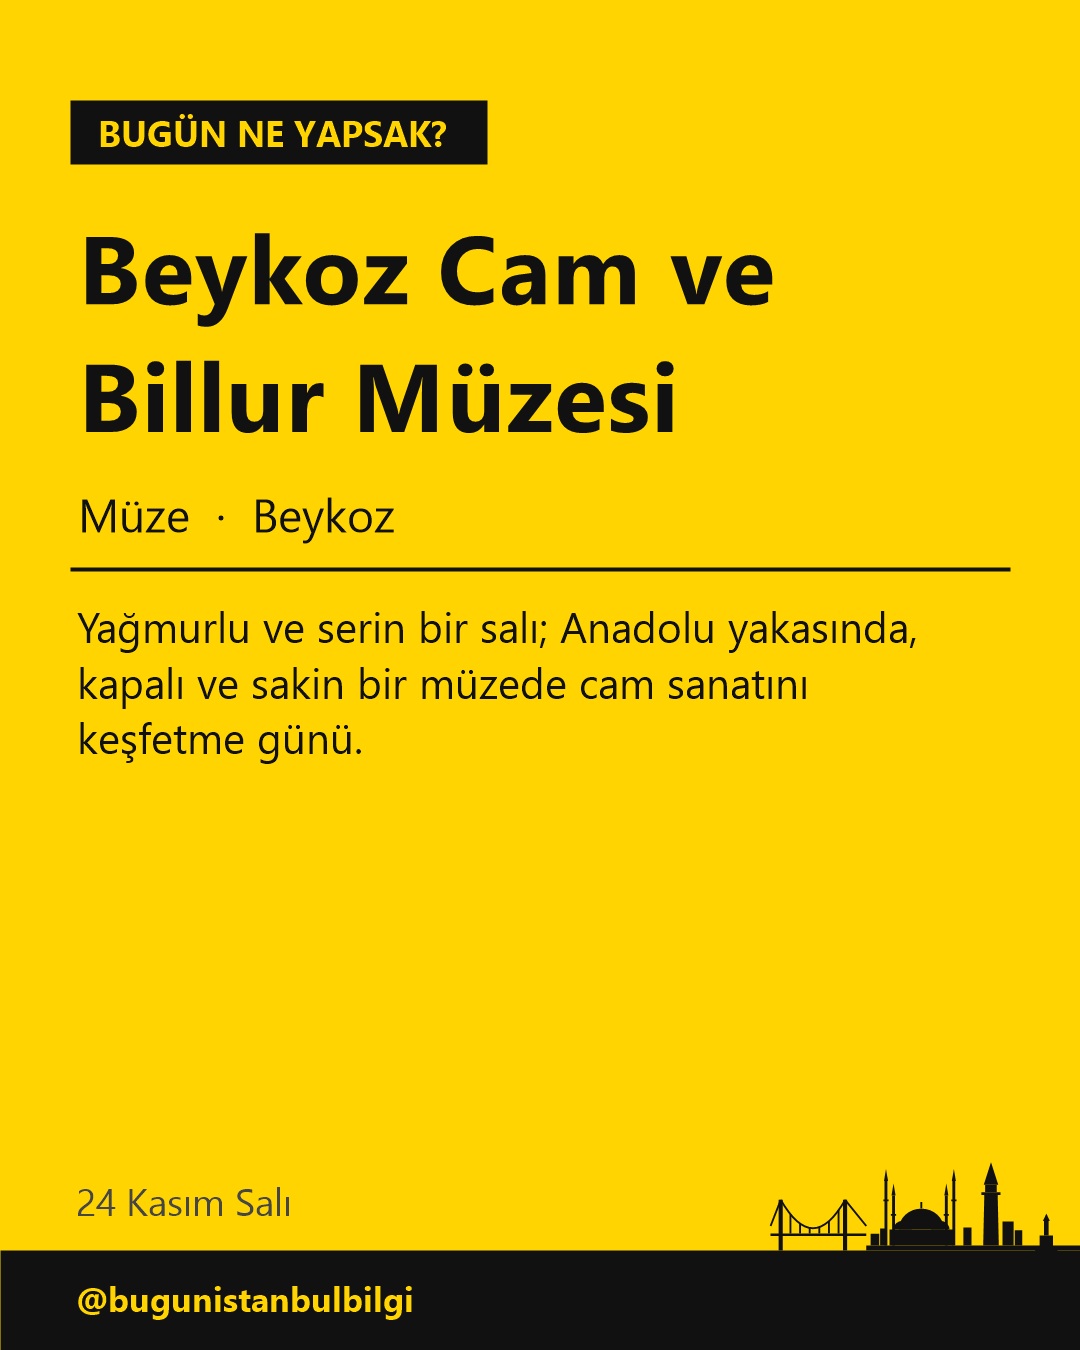 BUGÜN NE YAPSAK?
Beykoz Cam ve
Billur Müzesi
Müze · Beykoz
Yağmurlu ve serin bir salı; Anadolu yakasında,
kapalı ve sakin bir müzede cam sanatını
keşfetme günü.
24 Kasım Salı
@bugunistanbulbilgi